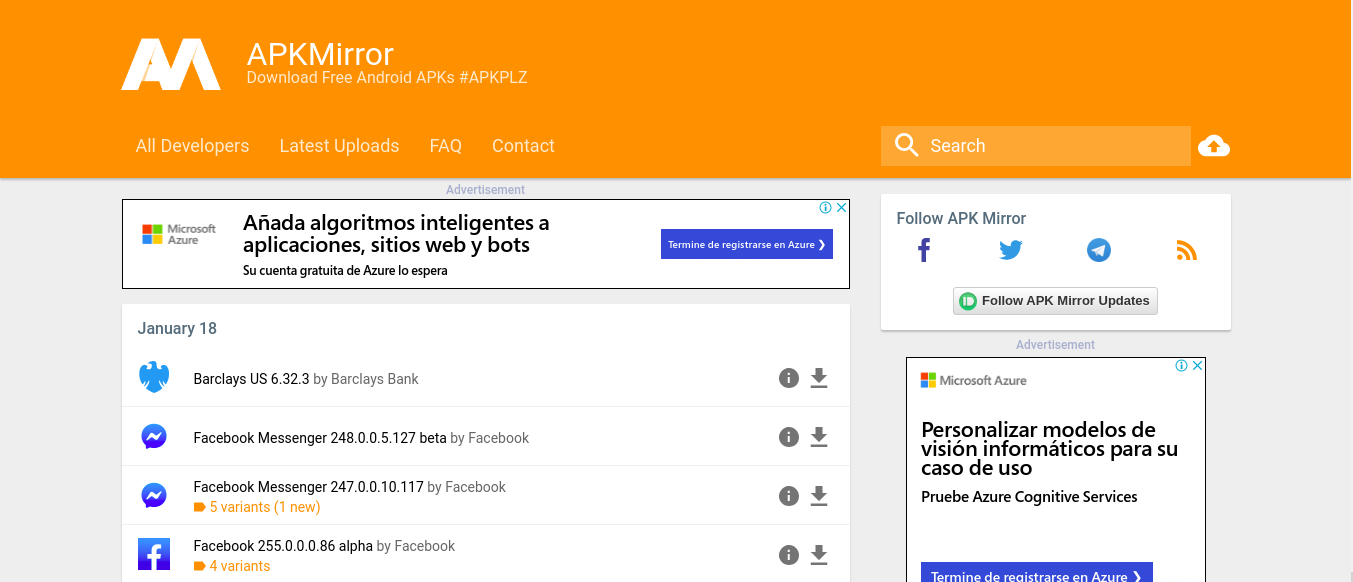 APKMirror
Download Free Android APKs #APKPLZ
All Developers
Latest Uploads
FAQ
Contact
Search
Advertisement
Microsoft
Azure
Añada algoritmos inteligentes a
aplicaciones, sitios web y bots
Su cuenta gratuita de Azure lo espera
Termine de registrarse en Azure ❯
January 18
Barclays US 6.32.3 by Barclays Bank
Facebook Messenger 248.0.0.5.127 beta by Facebook
Facebook Messenger 247.0.0.10.117 by Facebook
5 variants (1 new)
Facebook 255.0.0.0.86 alpha by Facebook
4 variants
Follow APK Mirror
Follow APK Mirror Updates
Advertisement
Microsoft Azure
Personalizar modelos de
visión informáticos para su
caso de uso
Pruebe Azure Cognitive Services
Termine de registrarse en Azure ❯